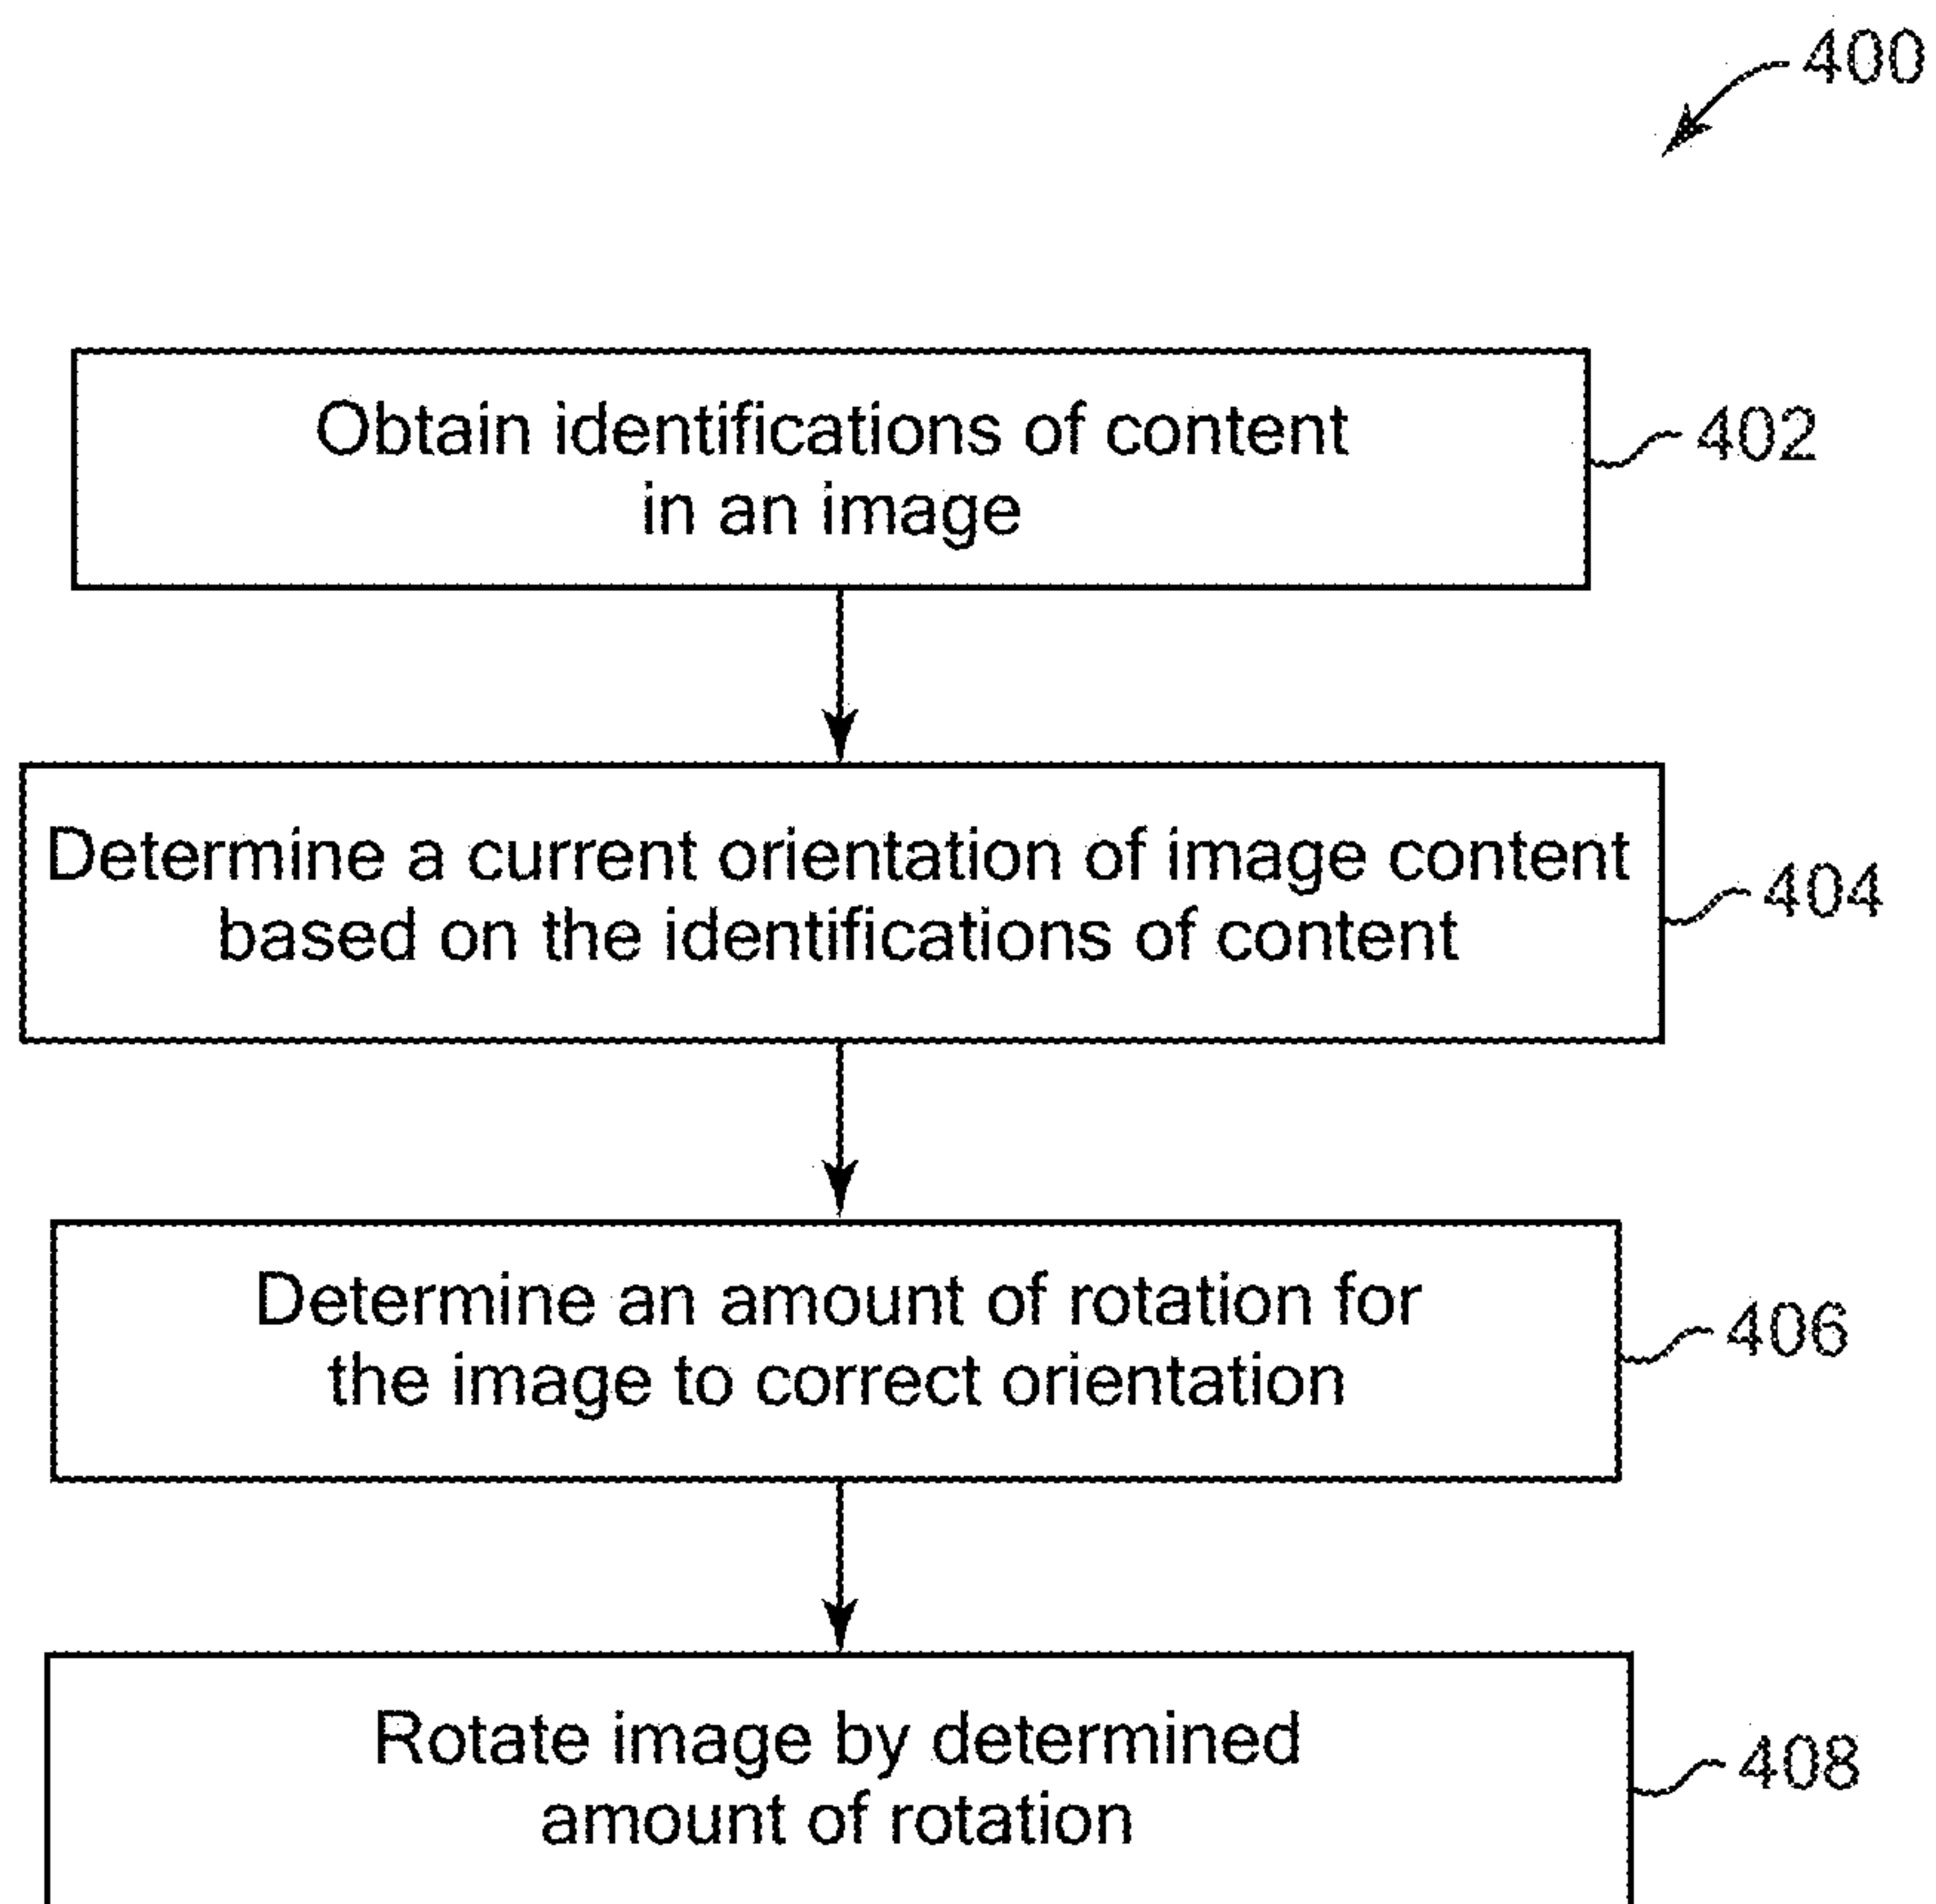 400
Obtain identifications of content
in an image
402
Determine a current orientation of image content
based on the identifications of content
404
Determine an amount of rotation for
the image to correct orientation
406
Rotate image by determined
amount of rotation
408